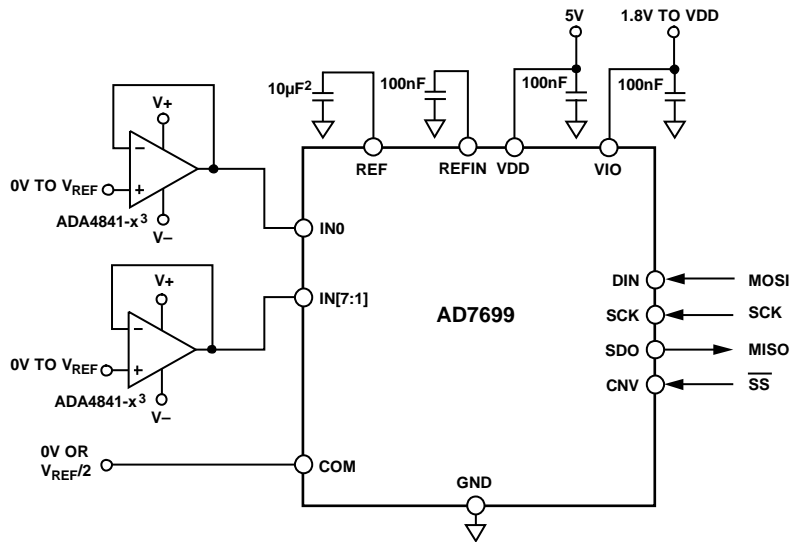 5V
1.8V TO VDD
10µF²
100nF
100nF
100nF
V+
REF
REFIN
VDD
VIO
−
+
0V TO VREF
ADA4841-x³
V−
IN0
V+
IN[7:1]
−
+
0V TO VREF
ADA4841-x³
V−
AD7699
DIN
MOSI
SCK
SCK
SDO
MISO
CNV
S̅S̅
0V OR
VREF/2
COM
GND